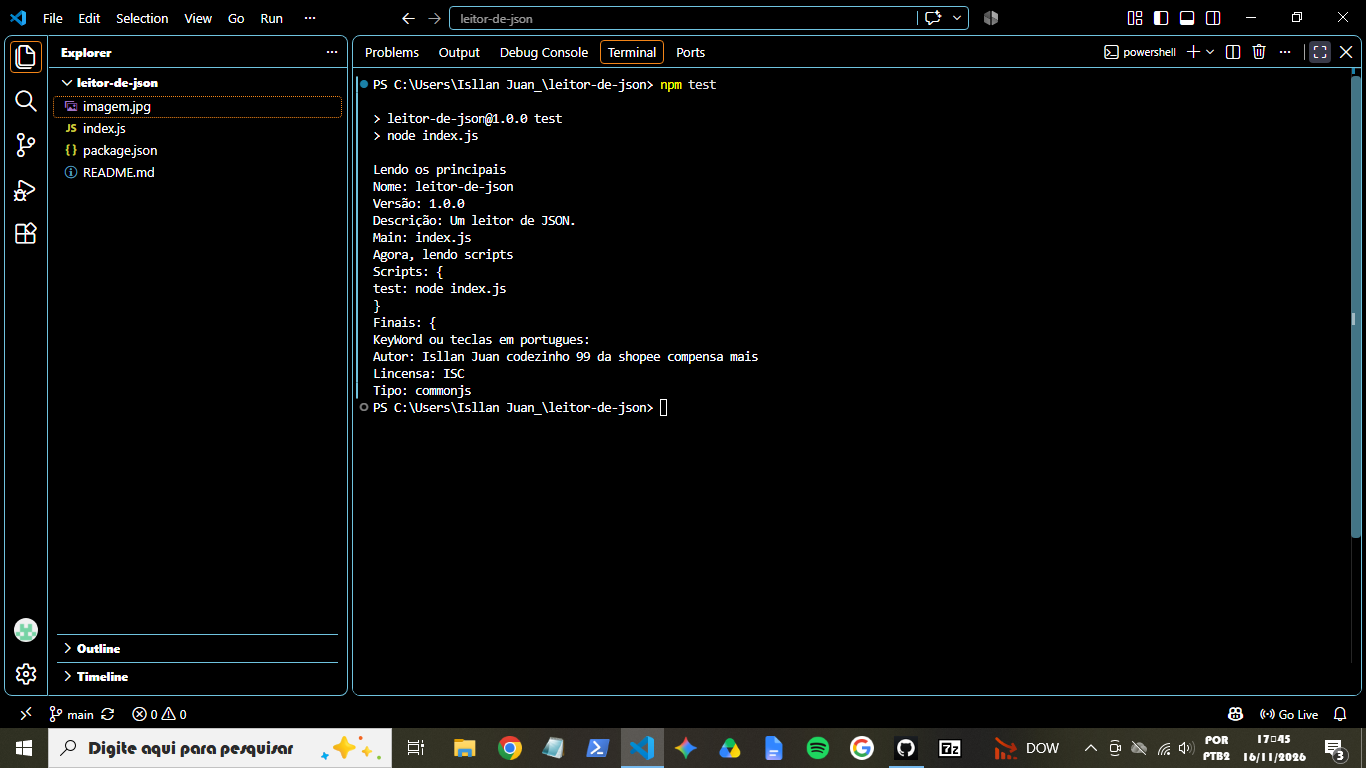 File Edit Selection View Go Run ···
leitor-de-json
Explorer
leitor-de-json
imagem.jpg
JS index.js
{} package.json
README.md
Outline
Timeline
Problems Output Debug Console Terminal Ports
powershell
PS C:\Users\Isllan Juan_\leitor-de-json> npm test
> leitor-de-json@1.0.0 test
> node index.js
Lendo os principais
Nome: leitor-de-json
Versão: 1.0.0
Descrição: Um leitor de JSON.
Main: index.js
Agora, lendo scripts
Scripts: {
test: node index.js
}
Finais: {
KeyWord ou teclas em portugues:
Autor: Isllan Juan codezinho 99 da shopee compensa mais
Lincensa: ISC
Tipo: commonjs
PS C:\Users\Isllan Juan_\leitor-de-json>
main 0 0
Go Live
Digite aqui para pesquisar
7z
DOW
POR
PTB2
17:45
16/11/2026
3